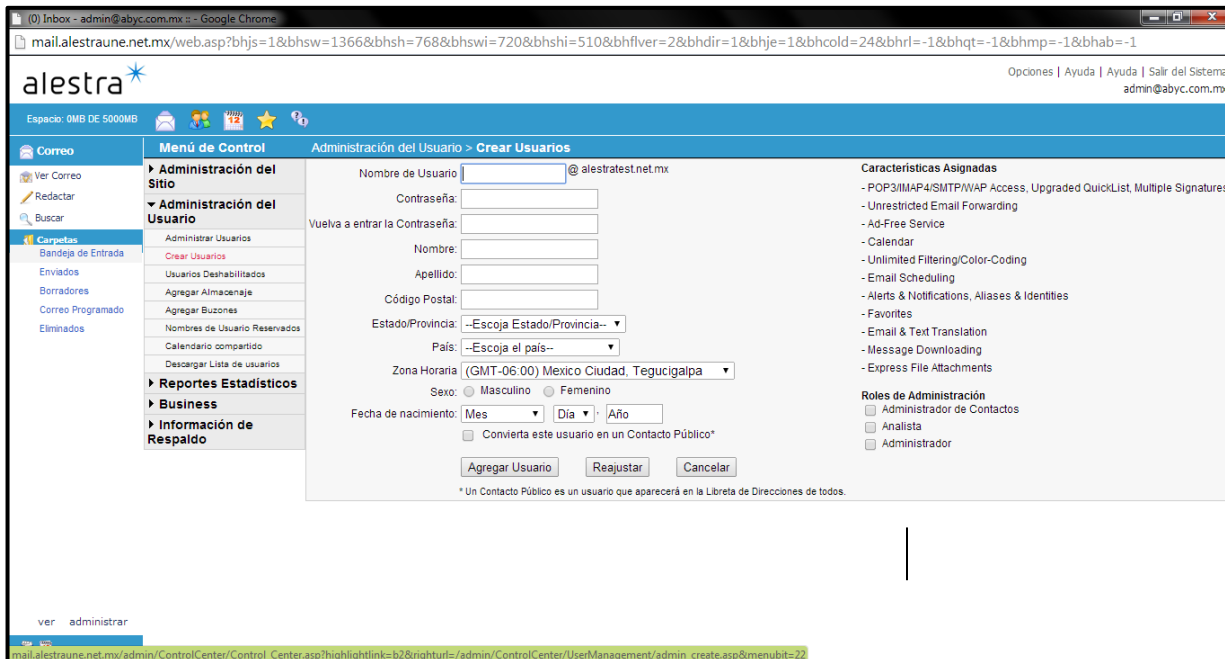 (0) Inbox - admin@abyc.com.mx :: - Google Chrome
mail.alestraune.net.mx/web.asp?bhjs=1&bhsw=1366&bhsh=768&bhswi=720&bhshi=510&bhflver=2&bhdir=1&bhje=1&bhcold=24&bhrl=-1&bhqt=-1&bhmp=-1&bhab=-1
alestra
Opciones | Ayuda | Ayuda | Salir del Sistema
admin@abyc.com.mx
Espacio: 0MB DE 5000MB
12
Correo
Ver Correo
Redactar
Buscar
Carpetas
Bandeja de Entrada
Enviados
Borradores
Correo Programado
Eliminados
ver administrar
Menú de Control
Administración del
Sitio
Administración del
Usuario
Administrar Usuarios
Crear Usuarios
Usuarios Deshabilitados
Agregar Almacenaje
Agregar Buzones
Nombres de Usuario Reservados
Calendario compartido
Descargar Lista de usuarios
Reportes Estadísticos
Business
Información de
Respaldo
Administración del Usuario > Crear Usuarios
Nombre de Usuario @ alestratest.net.mx
Contraseña:
Vuelva a entrar la Contraseña:
Nombre:
Apellido:
Código Postal:
Estado/Provincia: --Escoja Estado/Provincia--
País: --Escoja el país--
Zona Horaria (GMT-06:00) Mexico Ciudad, Tegucigalpa
Sexo: Masculino Femenino
Fecha de nacimiento: Mes Día Año
Convierta este usuario en un Contacto Público*
Agregar Usuario Reajustar Cancelar
* Un Contacto Público es un usuario que aparecerá en la Libreta de Direcciones de todos.
Características Asignadas
- POP3/IMAP4/SMTP/WAP Access, Upgraded QuickList, Multiple Signatures
- Unrestricted Email Forwarding
- Ad-Free Service
- Calendar
- Unlimited Filtering/Color-Coding
- Email Scheduling
- Alerts & Notifications, Aliases & Identities
- Favorites
- Email & Text Translation
- Message Downloading
- Express File Attachments
Roles de Administración
Administrador de Contactos
Analista
Administrador
mail.alestraune.net.mx/admin/ControlCenter/Control_Center.asp?highlightlink=b2&righturl=/admin/ControlCenter/UserManagement/admin_create.asp&menubit=22